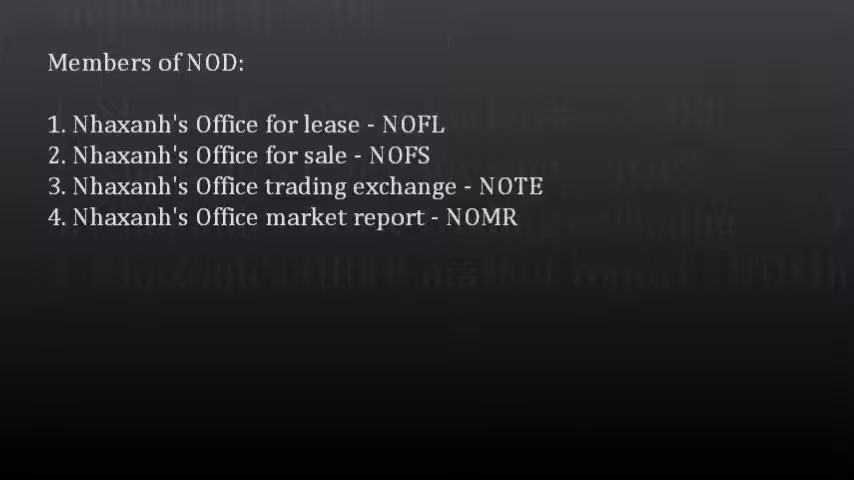 Members of NOD:
1. Nhaxanh's Office for lease - NOFL
2. Nhaxanh's Office for sale - NOFS
3. Nhaxanh's Office trading exchange - NOTE
4. Nhaxanh's Office market report - NOMR